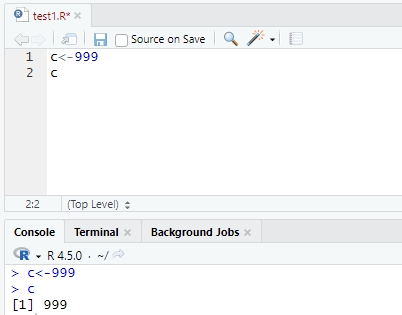 test1.R*
Source on Save
1 c<-999
2 c
2:2 (Top Level)
Console Terminal Background Jobs
R 4.5.0 · ~/
> c<-999
> c
[1] 999